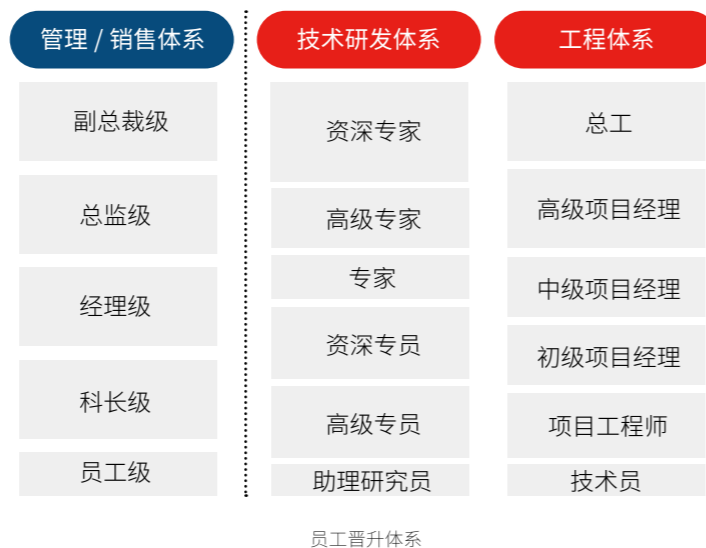 管理 / 销售体系
副总裁级
总监级
经理级
科长级
员工级
技术研发体系
资深专家
高级专家
专家
资深专员
高级专员
助理研究员
工程体系
总工
高级项目经理
中级项目经理
初级项目经理
项目工程师
技术员
员工晋升体系